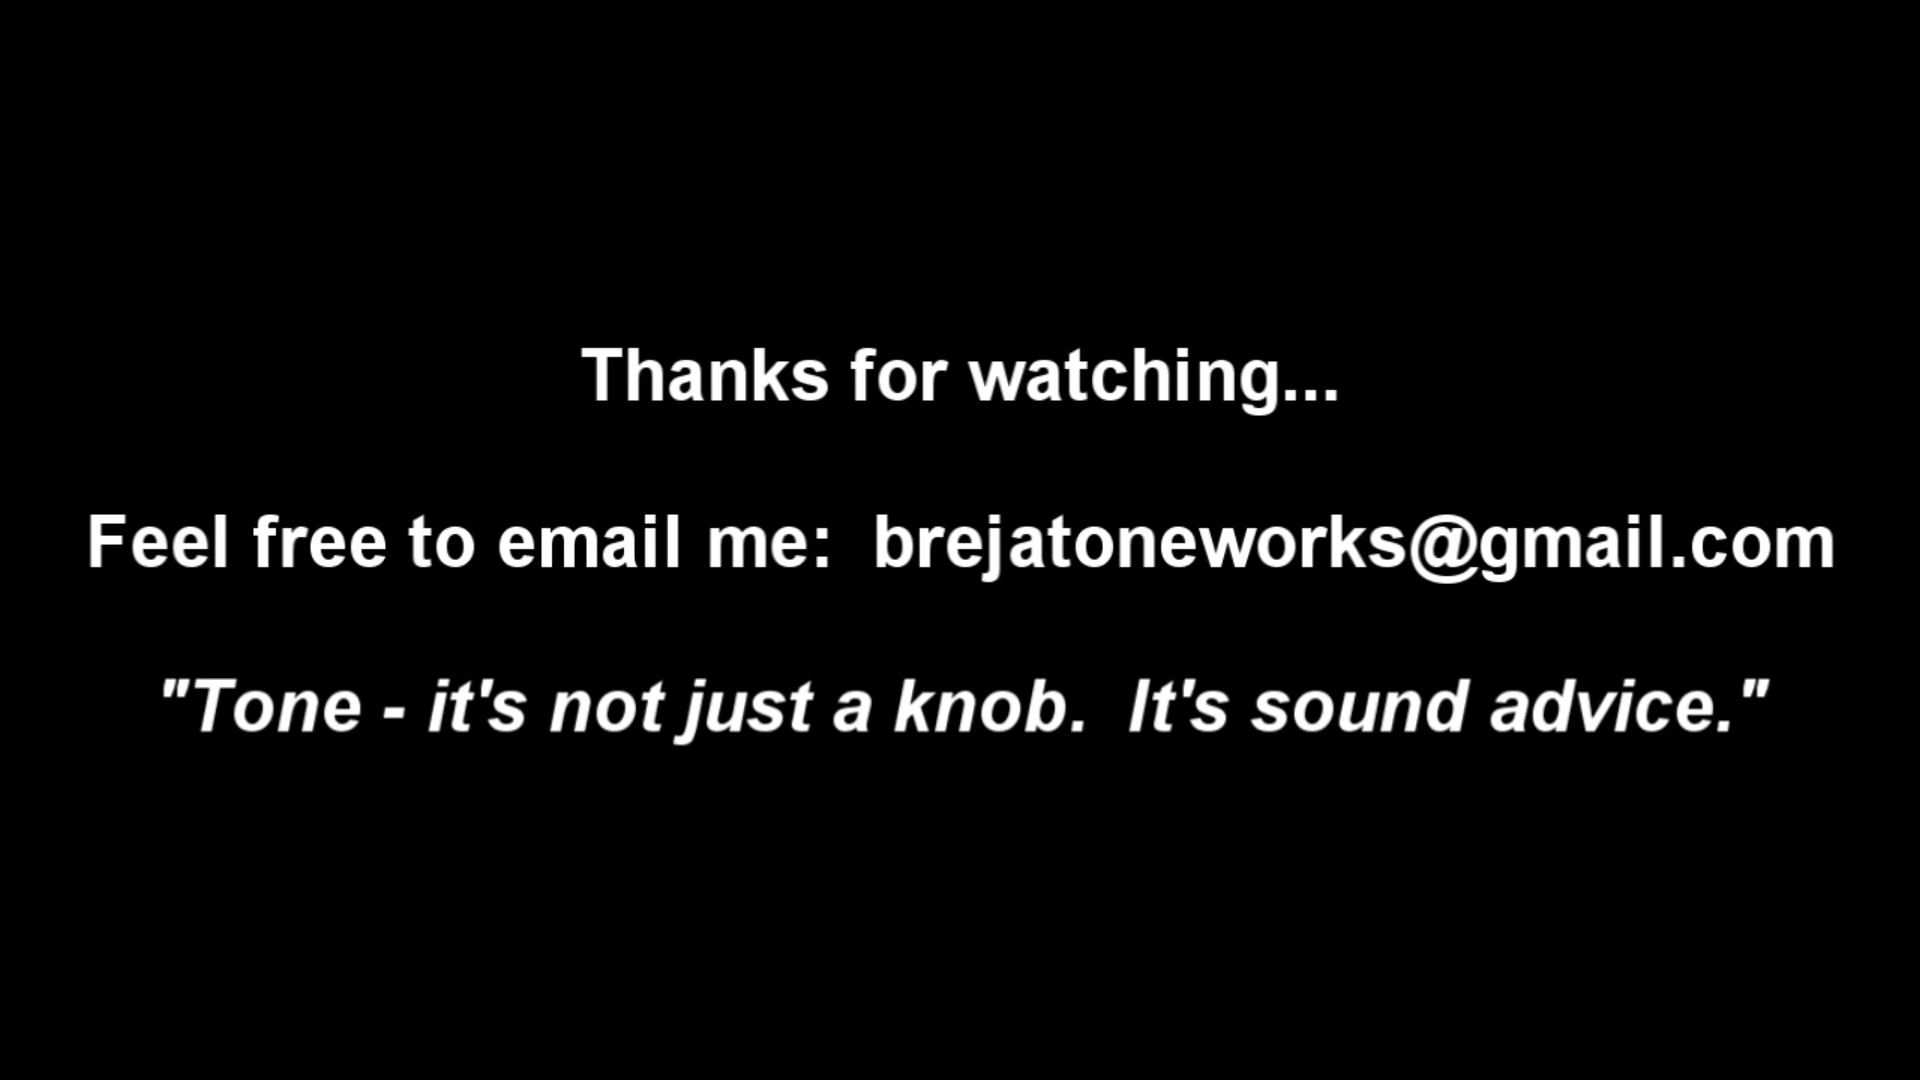 Thanks for watching...
Feel free to email me:  brejatoneworks@gmail.com
"Tone - it's not just a knob.  It's sound advice."